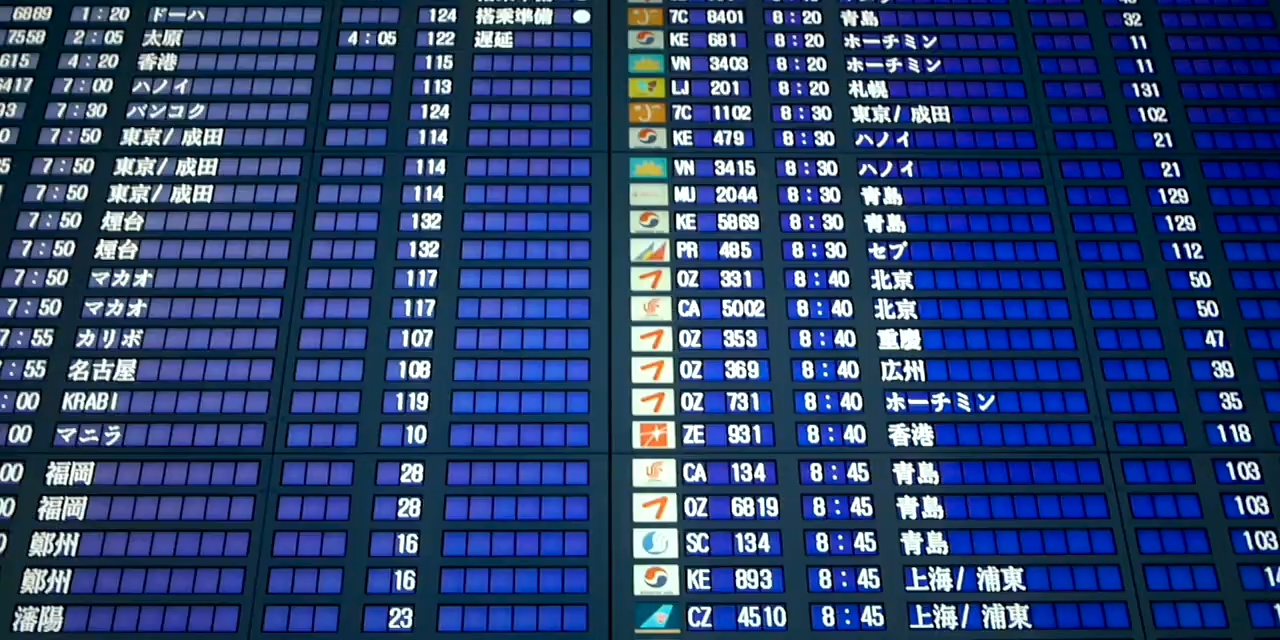 6889 1:20 ドーハ 124 搭乗準備
7558 2:05 太原 4:05 122 遅延
615 4:20 香港 115
6417 7:00 ハノイ 113
93 7:30 バンコク 124
0 7:50 東京/成田 114
5 7:50 東京/成田 114
7:50 東京/成田 114
7:50 煙台 132
7:50 煙台 132
7:50 マカオ 117
7:50 マカオ 117
7:55 カリボ 107
:55 名古屋 108
:00 KRABI 119
00 マニラ 10
00 福岡 28
00 福岡 28
0 鄭州 16
鄭州 16
瀋陽 23
7C 8401 8:20 青島 32
KE 681 8:20 ホーチミン 11
VN 3403 8:20 ホーチミン 11
LJ 201 8:20 札幌 131
7C 1102 8:30 東京/成田 102
KE 479 8:30 ハノイ 21
VN 3415 8:30 ハノイ 21
MU 2044 8:30 青島 129
KE 5869 8:30 青島 129
PR 485 8:30 セブ 112
OZ 331 8:40 北京 50
CA 5002 8:40 北京 50
OZ 353 8:40 重慶 47
OZ 369 8:40 広州 39
OZ 731 8:40 ホーチミン 35
ZE 931 8:40 香港 118
CA 134 8:45 青島 103
OZ 6819 8:45 青島 103
SC 134 8:45 青島 103
KE 893 8:45 上海/浦東
CZ 4510 8:45 上海/浦東